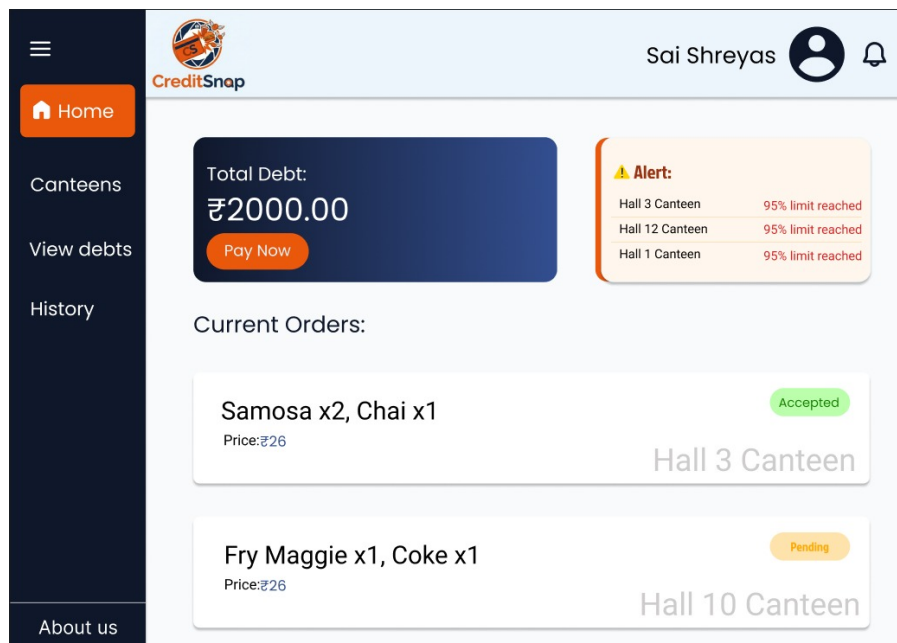 Home
Canteens
View debts
History
About us
CS
CreditSnap
Sai Shreyas
Total Debt:
₹2000.00
Pay Now
Alert:
Hall 3 Canteen 95% limit reached
Hall 12 Canteen 95% limit reached
Hall 1 Canteen 95% limit reached
Current Orders:
Samosa x2, Chai x1
Accepted
Price:₹26
Hall 3 Canteen
Fry Maggie x1, Coke x1
Pending
Price:₹26
Hall 10 Canteen